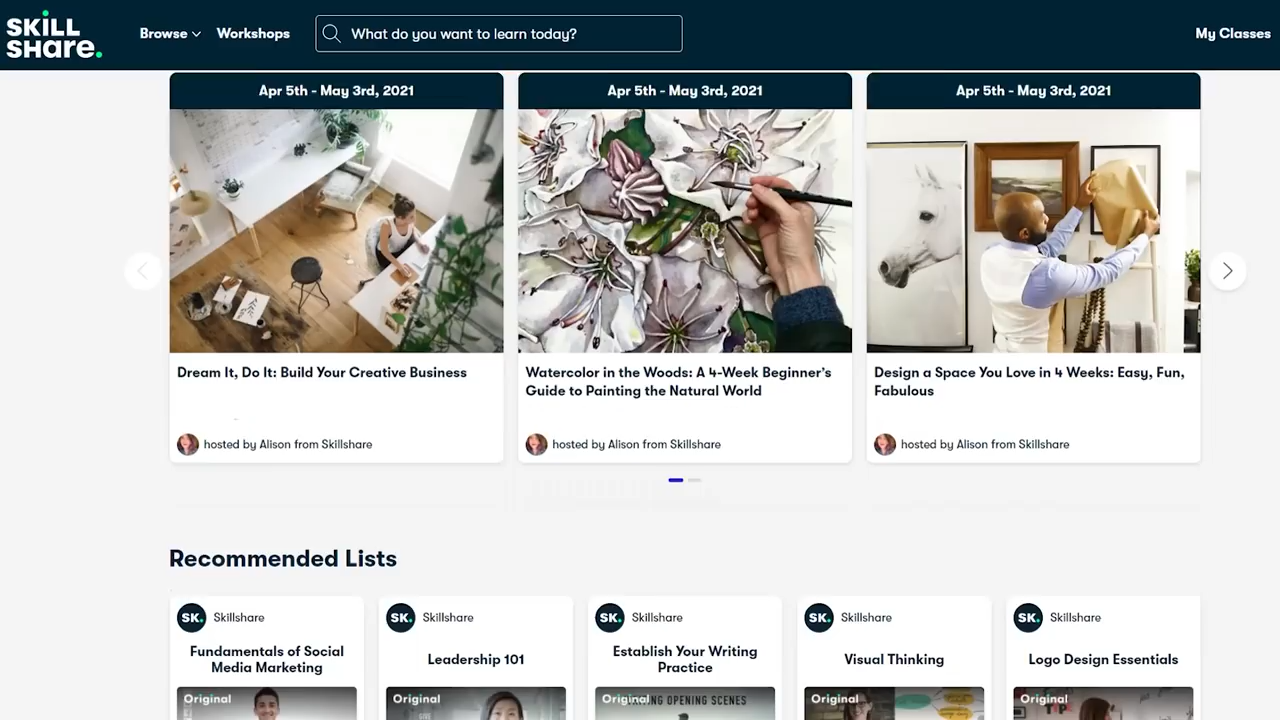 SKILL
SHare.
Browse
Workshops
What do you want to learn today?
My Classes
Apr 5th - May 3rd, 2021
Apr 5th - May 3rd, 2021
Apr 5th - May 3rd, 2021
Dream It, Do It: Build Your Creative Business
Watercolor in the Woods: A 4-Week Beginner's
Guide to Painting the Natural World
Design a Space You Love in 4 Weeks: Easy, Fun,
Fabulous
hosted by Alison from Skillshare
hosted by Alison from Skillshare
hosted by Alison from Skillshare
Recommended Lists
SK. Skillshare
SK. Skillshare
SK. Skillshare
SK. Skillshare
SK. Skillshare
Fundamentals of Social
Media Marketing
Leadership 101
Establish Your Writing
Practice
Visual Thinking
Logo Design Essentials
Original
Original
Original
OPENING SCENES
Original
Original